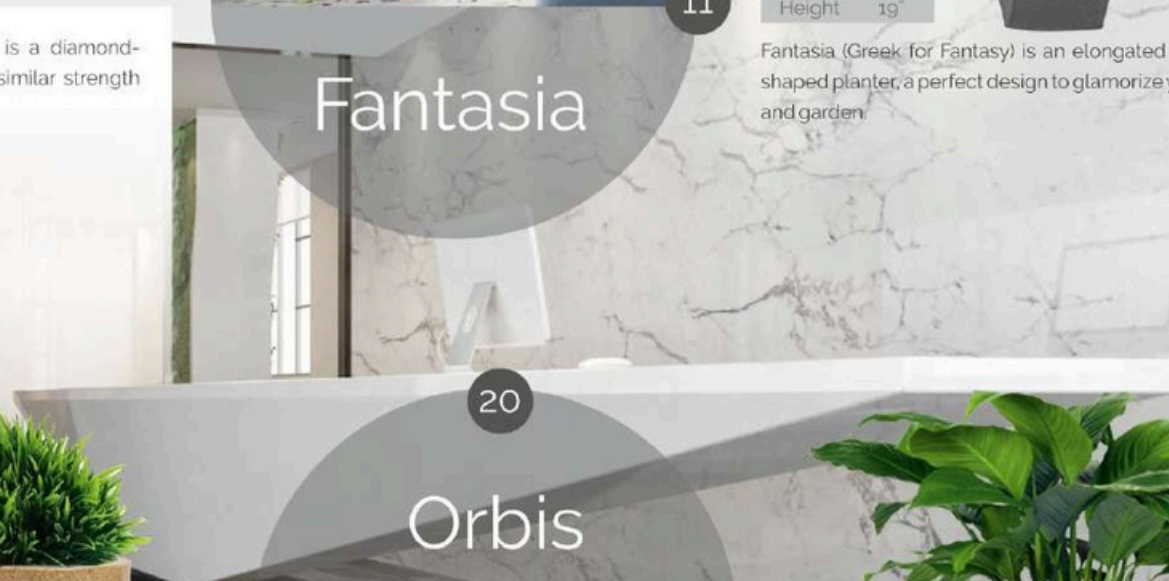 11
Height 19"
is a diamond-
similar strength
Fantasia
Fantasia (Greek for Fantasy) is an elongated
shaped planter, a perfect design to glamorize
and garden.
20
Orbis